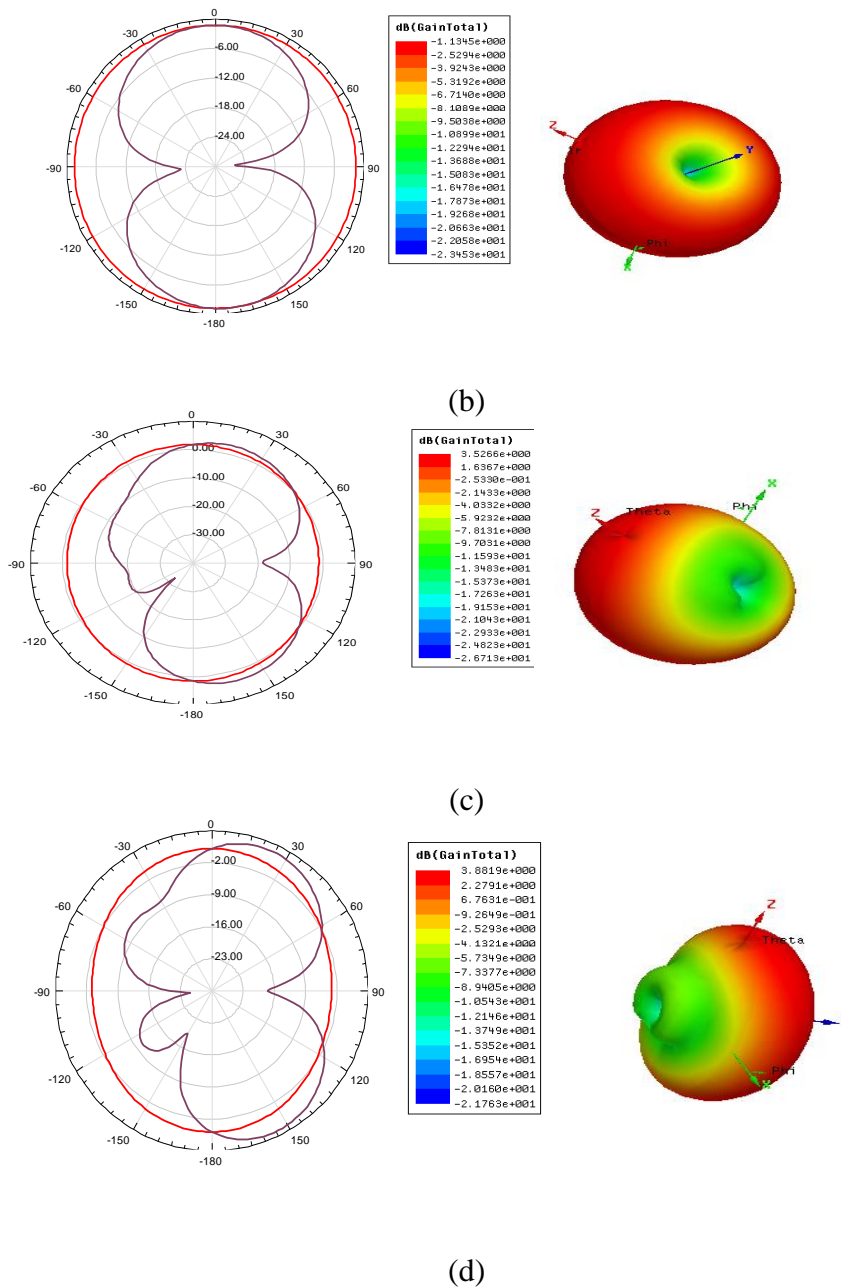 0
-30
30
-6.00
-60
60
-12.00
-18.00
-24.00
-90
90
-120
120
-150
150
-180
dB(GainTotal)
-1.1345e+000
-2.5294e+000
-3.9243e+000
-5.3192e+000
-6.7140e+000
-8.1089e+000
-9.5038e+000
-1.0899e+001
-1.2294e+001
-1.3688e+001
-1.5083e+001
-1.6478e+001
-1.7873e+001
-1.9268e+001
-2.0663e+001
-2.2058e+001
-2.3453e+001
Z
Y
Phi
X
(b)
0
-30
30
0.00
-60
60
-10.00
-20.00
-30.00
-90
90
-120
120
-150
150
-180
dB(GainTotal)
3.5266e+000
1.6367e+000
-2.5330e-001
-2.1433e+000
-4.0332e+000
-5.9232e+000
-7.8131e+000
-9.7031e+000
-1.1593e+001
-1.3483e+001
-1.5373e+001
-1.7263e+001
-1.9153e+001
-2.1043e+001
-2.2933e+001
-2.4823e+001
-2.6713e+001
X
Z
Theta
Phi
(c)
0
-30
30
-2.00
-60
60
-9.00
-16.00
-23.00
-90
90
-120
120
-150
150
-180
dB(GainTotal)
3.8819e+000
2.2791e+000
6.7631e-001
-9.2649e-001
-2.5293e+000
-4.1321e+000
-5.7349e+000
-7.3377e+000
-8.9405e+000
-1.0543e+001
-1.2146e+001
-1.3749e+001
-1.5352e+001
-1.6954e+001
-1.8557e+001
-2.0160e+001
-2.1763e+001
Z
Theta
Phi
X
(d)